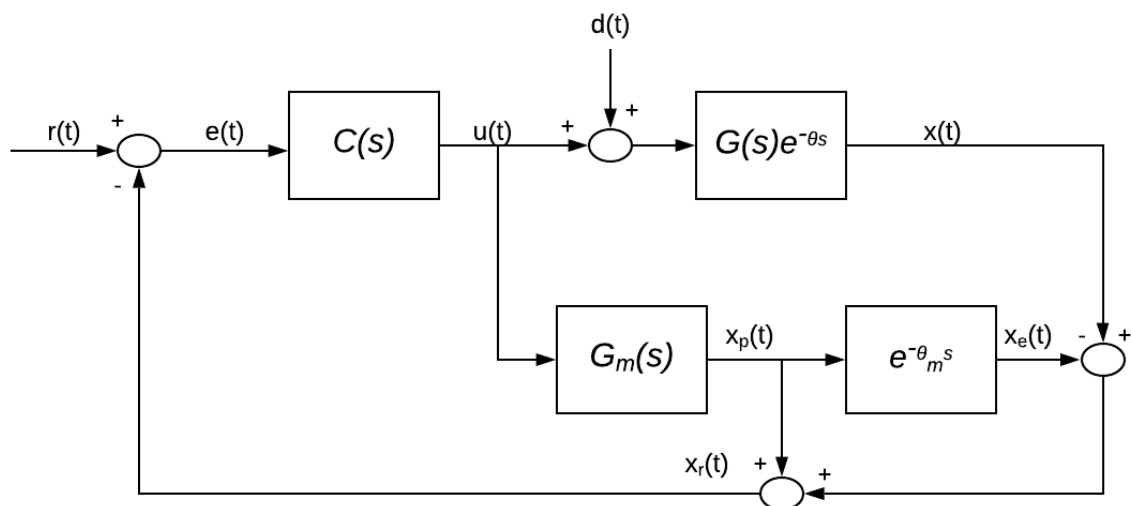 d(t)
r(t)
+
-
e(t)
C(s)
u(t)
+
+
G(s)e^{-θs}
x(t)
G_m(s)
x_p(t)
e^{-θ_m s}
x_e(t)
-
+
x_r(t)
+
+